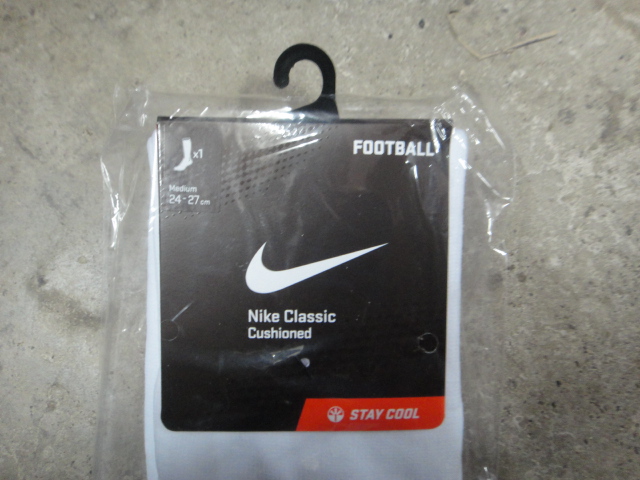 x1
FOOTBALL
Medium
24-27cm
Nike Classic
Cushioned
STAY COOL